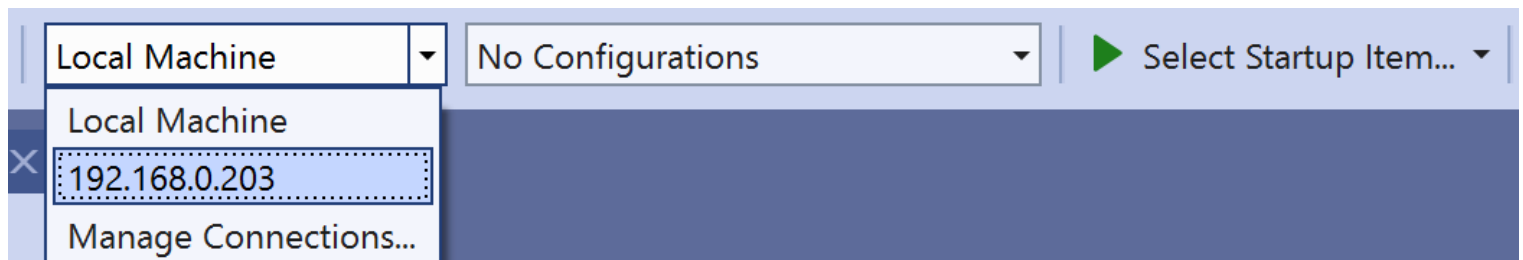 Local Machine No Configurations Select Startup Item...
Local Machine
192.168.0.203
Manage Connections...